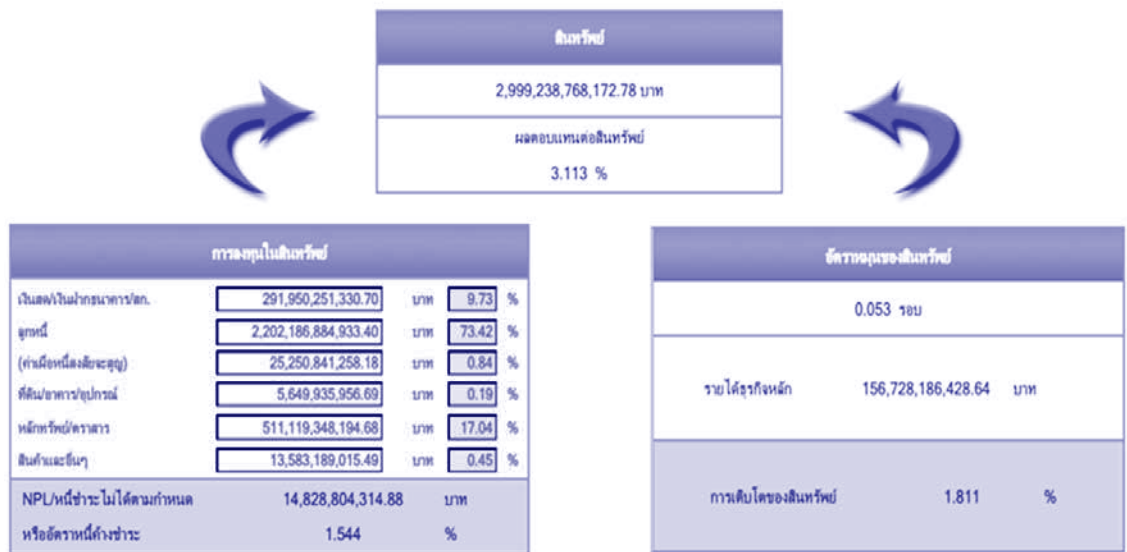 สินทรัพย์
2,999,238,768,172.78 บาท
ผลตอบแทนต่อสินทรัพย์
3.113 %
การลงทุนในสินทรัพย์
เงินสด/เงินฝากธนาคาร/สก. 291,950,251,330.70 บาท 9.73 %
ลูกหนี้ 2,202,186,884,933.40 บาท 73.42 %
(ค่าเผื่อหนี้สงสัยจะสูญ) 25,250,841,258.18 บาท 0.84 %
ที่ดิน/อาคาร/อุปกรณ์ 5,649,935,956.69 บาท 0.19 %
หลักทรัพย์/ตราสาร 511,119,348,194.68 บาท 17.04 %
สินค้าและอื่นๆ 13,583,189,015.49 บาท 0.45 %
NPL/หนี้ชำระไม่ได้ตามกำหนด 14,828,804,314.88 บาท
หรืออัตราหนี้ค้างชำระ 1.544 %
อัตราหมุนของสินทรัพย์
0.053 รอบ
รายได้ธุรกิจหลัก 156,728,186,428.64 บาท
การเติบโตของสินทรัพย์ 1.811 %